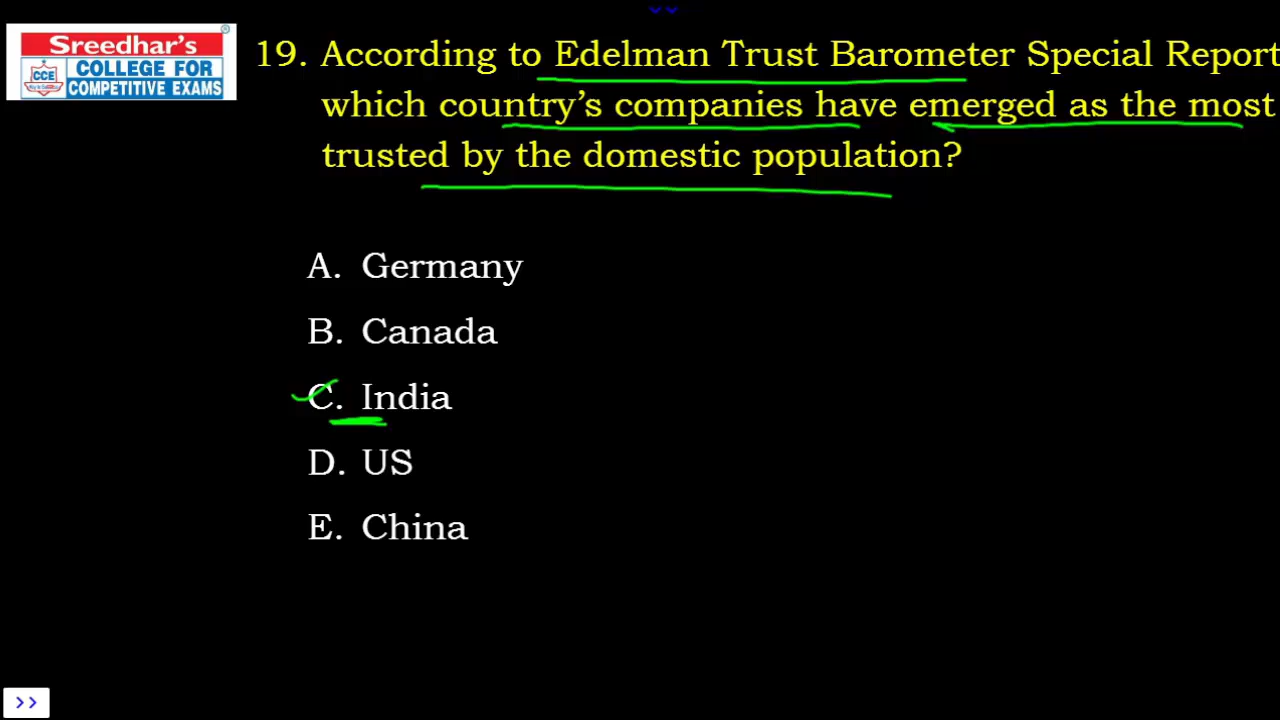 Sreedhar's
CCE
COLLEGE FOR
COMPETITIVE EXAMS
19. According to Edelman Trust Barometer Special Report
which country's companies have emerged as the most
trusted by the domestic population?
A. Germany
B. Canada
C. India
D. US
E. China
>>